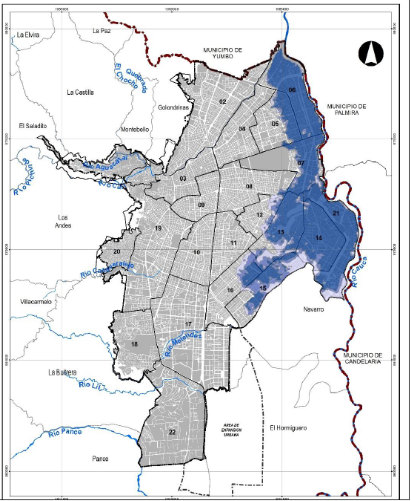 La Elvira
La Paz
MUNICIPIO DE
YUMBO
Quebrada
El Chocho
La Castilla
Golondrinas
02
06
MUNICIPIO DE
PALMIRA
El Saladito
Montebello
04
05
Río Aguacatal
Río Cali
07
03
08
Los
Andes
09
12
21
19
13
14
10
11
20
Río Cauca
Villacarmelo
16
15
Navarro
17
Río Meléndez
18
MUNICIPIO DE
CANDELARIA
La Buitrera
Río Lili
22
AREA DE
EXPANSION
URBANA
El Hormiguero
Río Pance
Pance